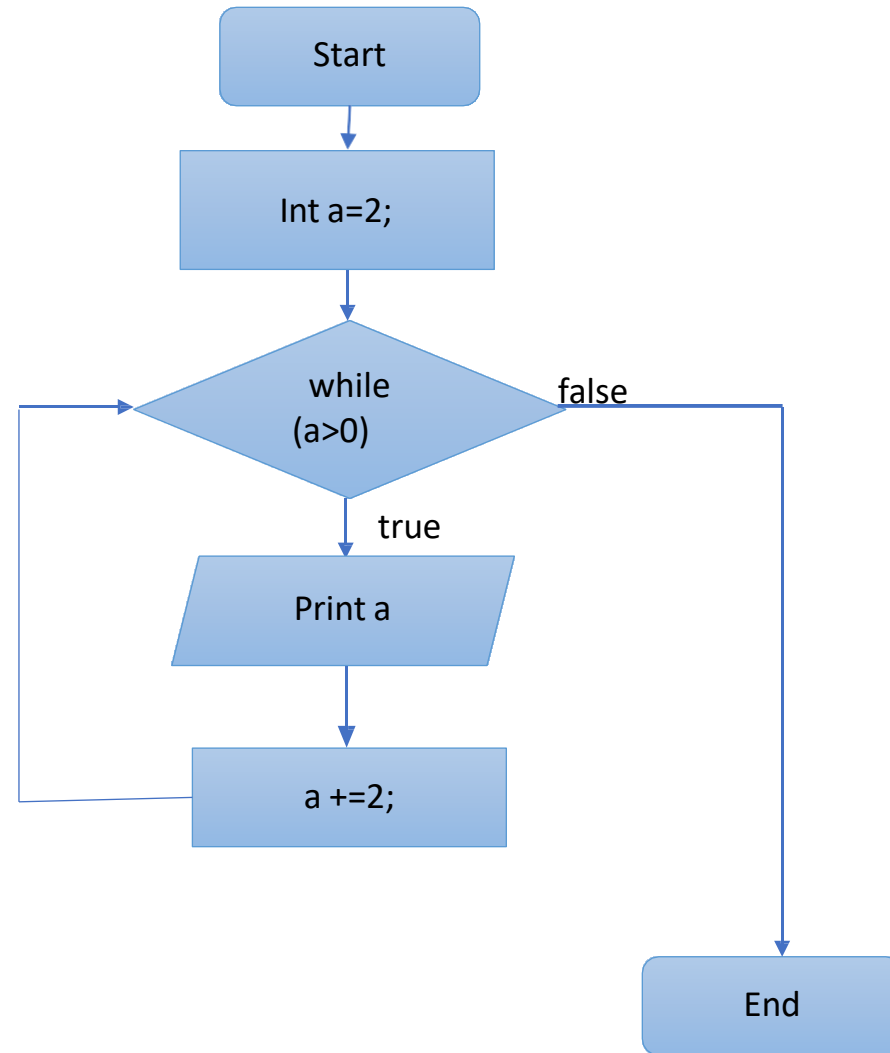 Start
Int a=2;
while
(a>0)
false
true
Print a
a +=2;
End